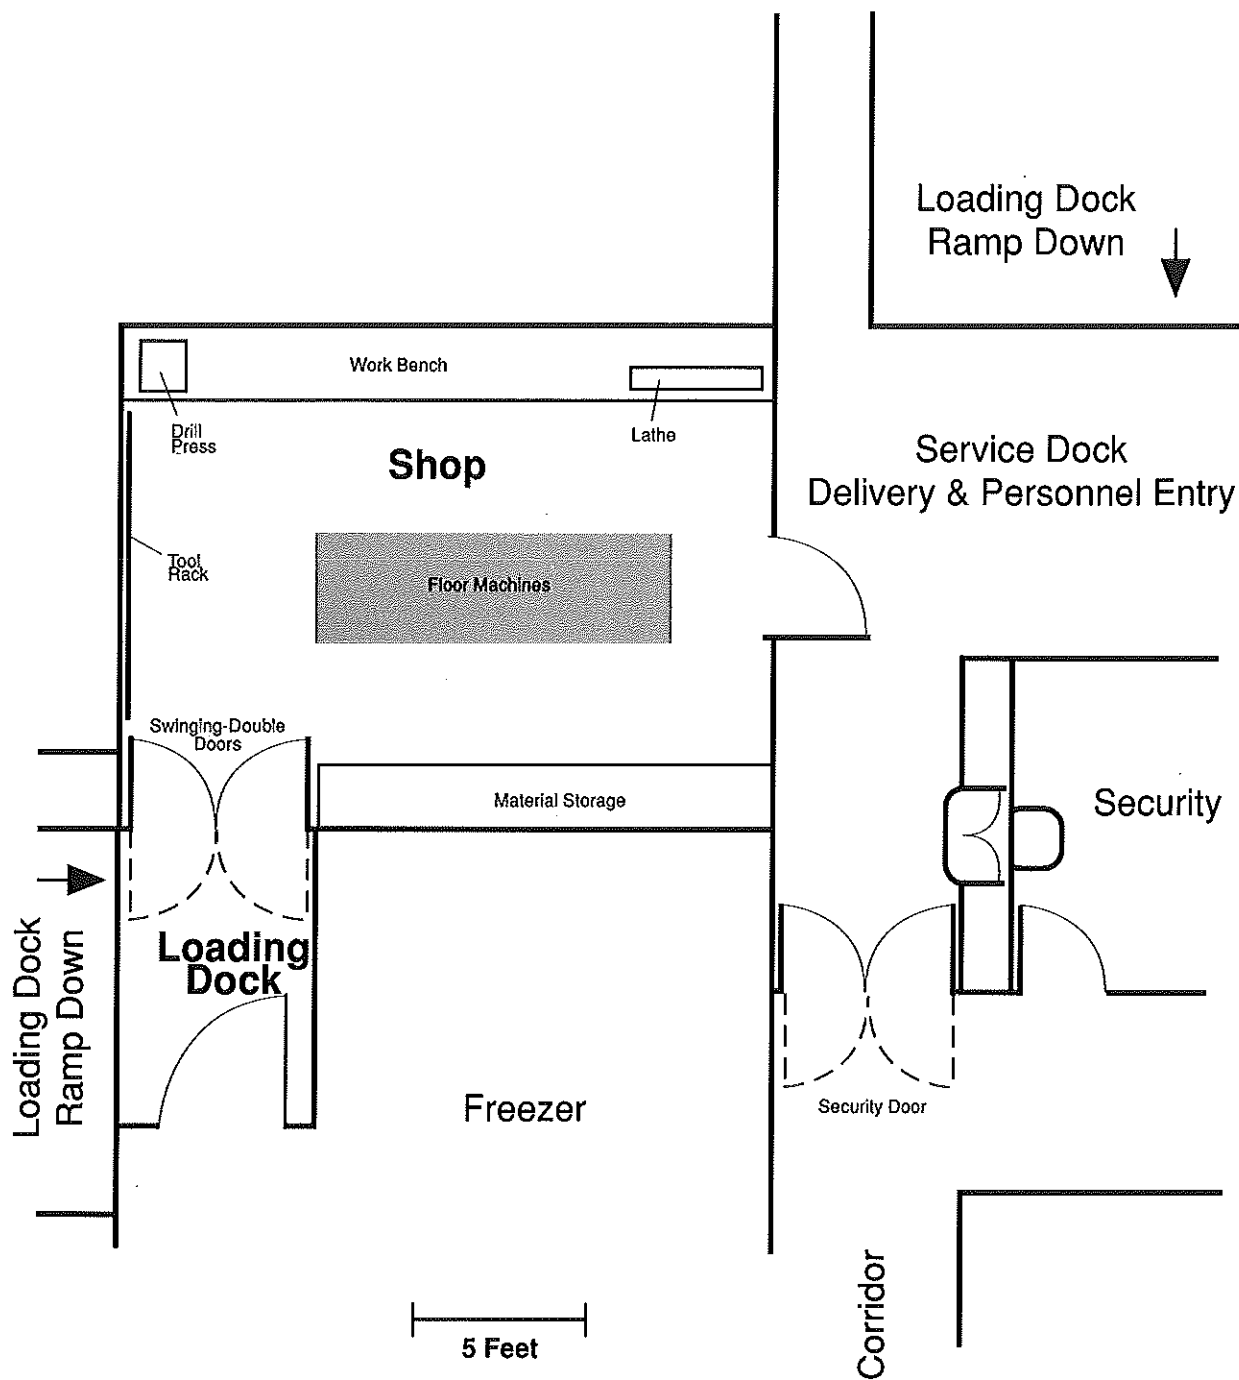 Loading Dock
Ramp Down
Work Bench
Drill
Press
Lathe
Shop
Service Dock
Delivery & Personnel Entry
Tool
Rack
Floor Machines
Swinging-Double
Doors
Material Storage
Security
Loading Dock
Ramp Down
Loading
Dock
Freezer
Security Door
Corridor
5 Feet